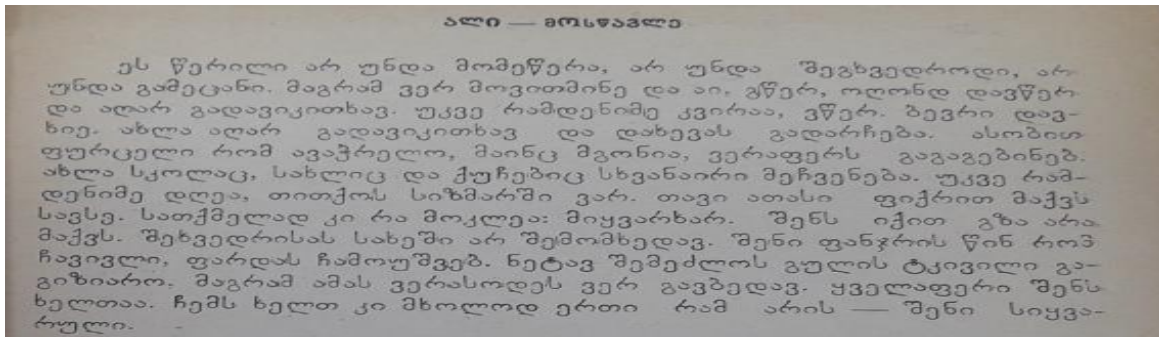 ალი — მოსწავლე
ეს წერილი არ უნდა მომეწერა, არ უნდა შეგხვედროდი, არ
უნდა გამეცანი. მაგრამ ვერ მოვითმინე და აი, გწერ, ოღონდ დავწერ
და აღარ გადავიკითხავ. უკვე რამდენიმე კვირაა, ვწერ. ბევრი დავ-
ხიე. ახლა აღარ გადავიკითხავ და დახევას გადარჩება. ასობით
ფურცელი რომ ავაჭრელო, მაინც მგონია, ვერაფერს გაგაგებინებ.
ახლა სკოლაც, სახლიც და ქუჩებიც სხვანაირი მეჩვენება. უკვე რამ-
დენიმე დღეა, თითქოს სიზმარში ვარ. თავი ათასი ფიქრით მაქვს
სავსე. სათქმელად კი რა მოკლეა: მიყვარხარ. შენს იქით გზა არა
მაქვს. შეხვედრისას სახეში არ შემომხედავ. შენი ფანჯრის წინ რომ
ჩავივლი, ფარდას ჩამოუშვებ. ნეტავ შემეძლოს გულის ტკივილი გა-
გიზიარო, მაგრამ ამას ვერასოდეს ვერ გავბედავ. ყველაფერი შენს
ხელთაა. ჩემს ხელთ კი მხოლოდ ერთი რამ არის — შენი სიყვა-
რული.